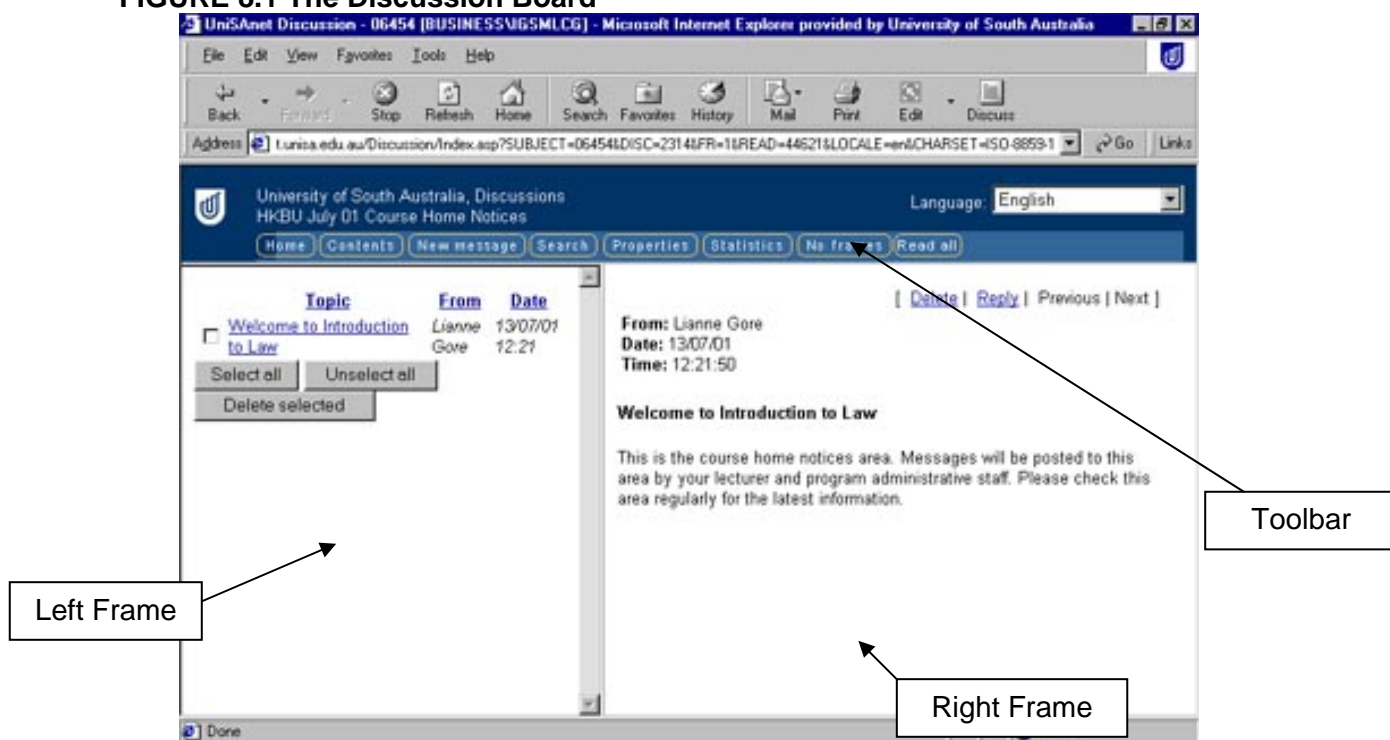 FIGURE 8.1 The Discussion Board
UniSAnet Discussion - 06454 [BUSINESS\IGSMLCG] - Microsoft Internet Explorer provided by University of South Australia
File Edit View Favorites Tools Help
Back Forward Stop Refresh Home Search Favorites History Mail Print Edit Discuss
Address t.unisa.edu.au/Discussion/Index.asp?SUBJECT=06454&DISC=2314&FR=1&READ=44621&LOCALE=en&CHARSET=ISO-8859-1 Go Links
University of South Australia, Discussions
HKBU July 01 Course Home Notices
Language: English
Home Contents New message Search Properties Statistics No frames Read all
Topic From Date
Welcome to Introduction Lianne 13/07/01
to Law Gore 12:21
Select all Unselect all
Delete selected
[ Delete | Reply | Previous | Next ]
From: Lianne Gore
Date: 13/07/01
Time: 12:21:50
Welcome to Introduction to Law
This is the course home notices area. Messages will be posted to this
area by your lecturer and program administrative staff. Please check this
area regularly for the latest information.
Toolbar
Left Frame
Right Frame
Done